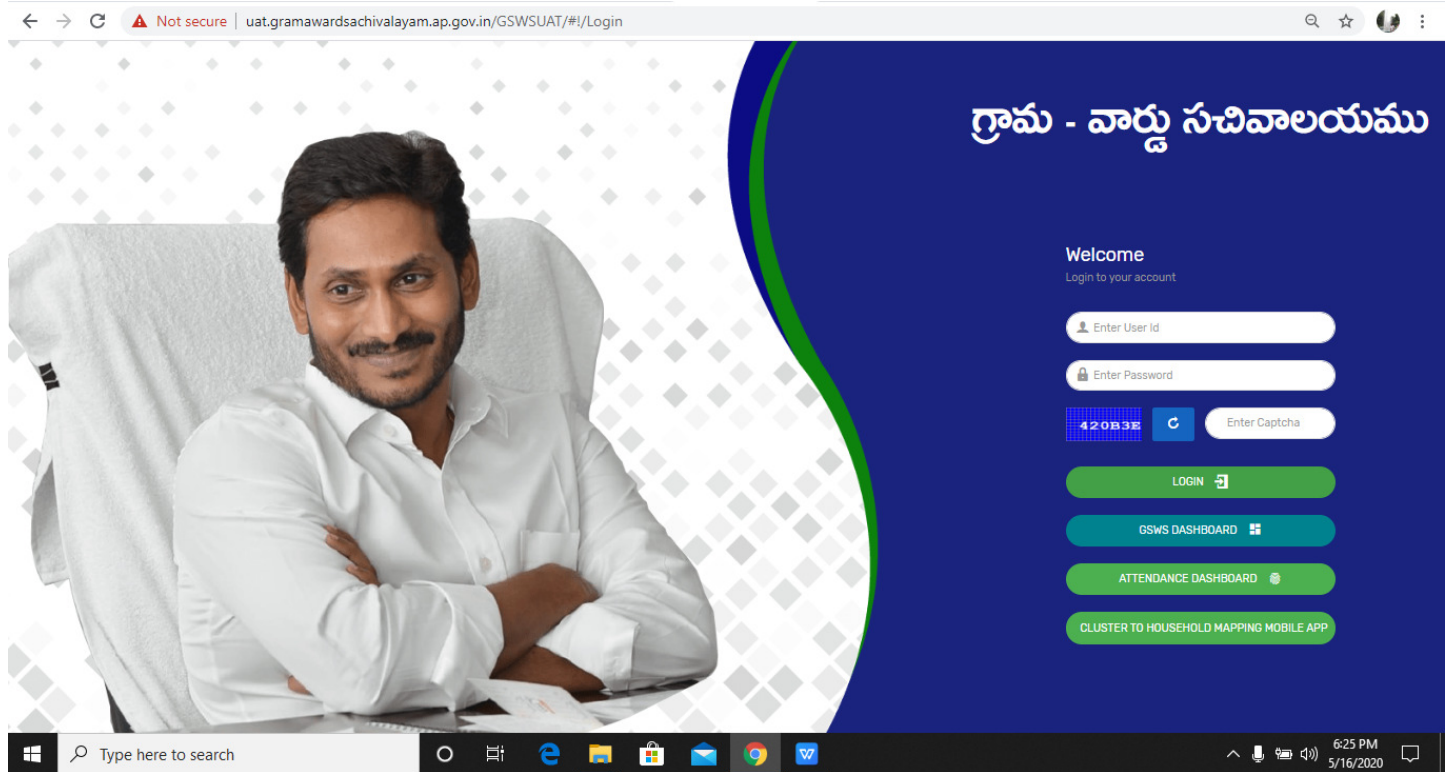 Not secure | uat.gramawardsachivalayam.ap.gov.in/GSWSUAT/#!/Login
గ్రామ - వార్డు సచివాలయము
Welcome
Login to your account
Enter User Id
Enter Password
420B3E
Enter Captcha
LOGIN
GSWS DASHBOARD
ATTENDANCE DASHBOARD
CLUSTER TO HOUSEHOLD MAPPING MOBILE APP
Type here to search
6:25 PM
5/16/2020